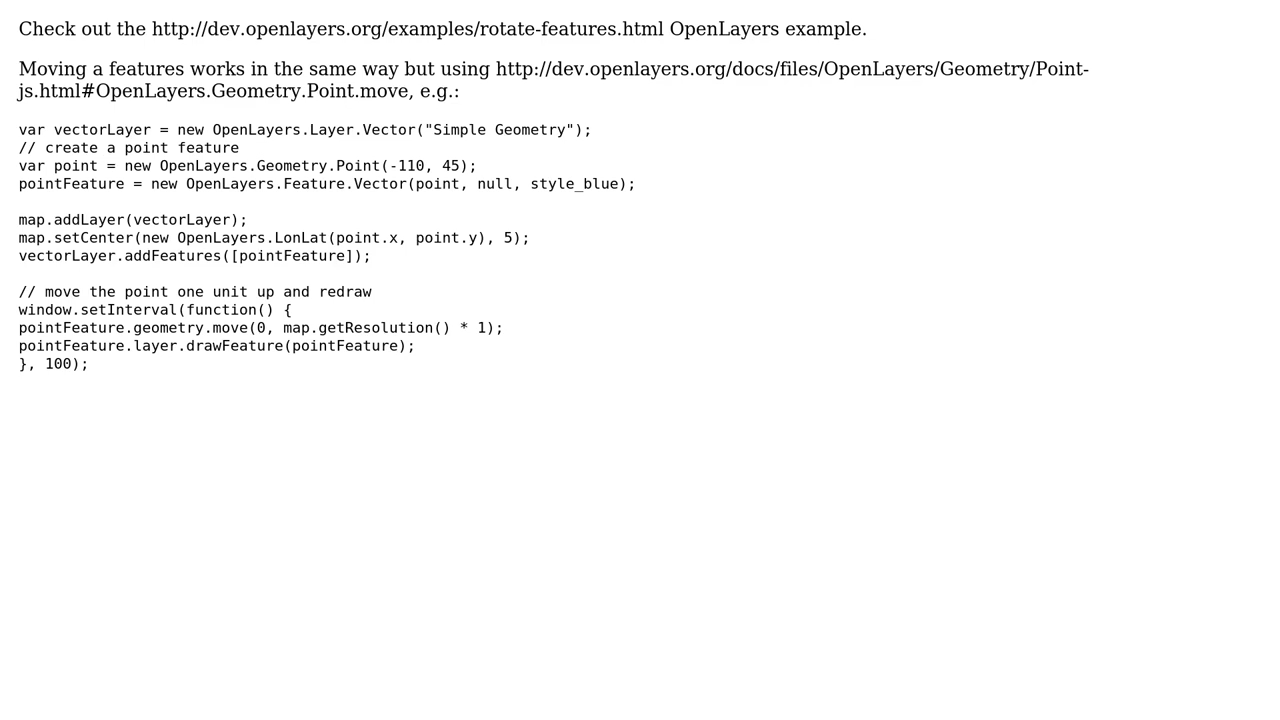 Check out the http://dev.openlayers.org/examples/rotate-features.html OpenLayers example.
Moving a features works in the same way but using http://dev.openlayers.org/docs/files/OpenLayers/Geometry/Point-
js.html#OpenLayers.Geometry.Point.move, e.g.:
var vectorLayer = new OpenLayers.Layer.Vector("Simple Geometry");
// create a point feature
var point = new OpenLayers.Geometry.Point(-110, 45);
pointFeature = new OpenLayers.Feature.Vector(point, null, style_blue);
map.addLayer(vectorLayer);
map.setCenter(new OpenLayers.LonLat(point.x, point.y), 5);
vectorLayer.addFeatures([pointFeature]);
// move the point one unit up and redraw
window.setInterval(function() {
pointFeature.geometry.move(0, map.getResolution() * 1);
pointFeature.layer.drawFeature(pointFeature);
}, 100);